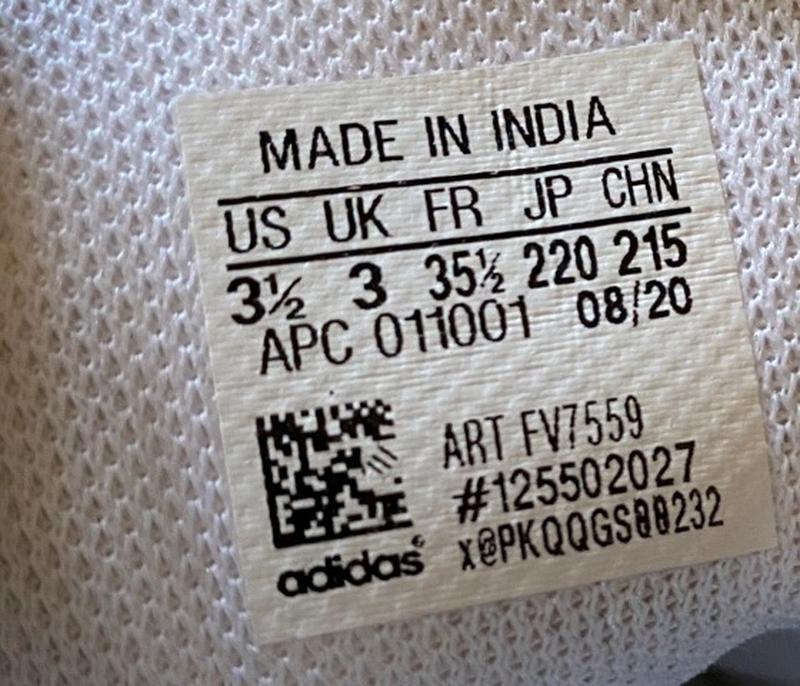 MADE IN INDIA
US UK FR JP CHN
3½ 3 35½ 220 215
APC 011001 08/20
ART FV7559
#125502027
adidas®